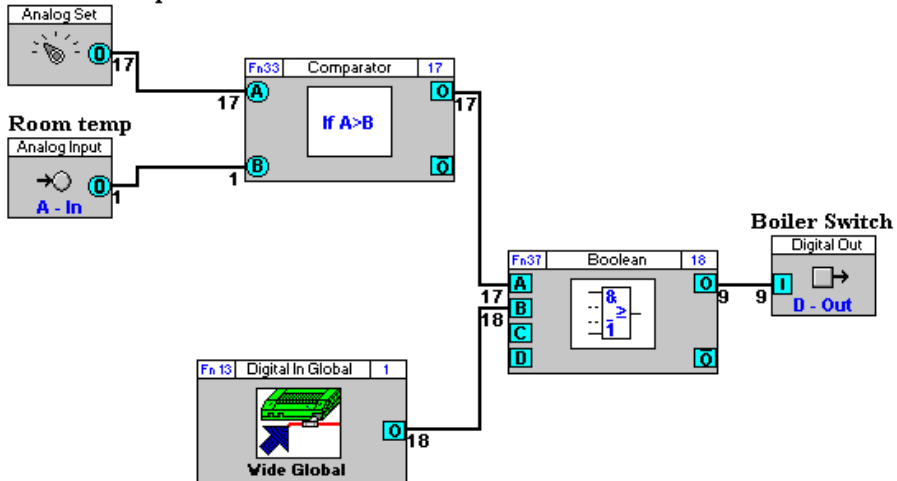 Analog Set
O
17
Fn33 Comparator 17
17
A
If A>B
O
17
Room temp
Analog Input
O
A - In
1
1
B
O
Boiler Switch
Digital Out
Fn37 Boolean 18
A
17
B
18
C
D
&
≥
1
O
9
9
I
D - Out
O
Fn 13 Digital In Global 1
O
18
Wide Global